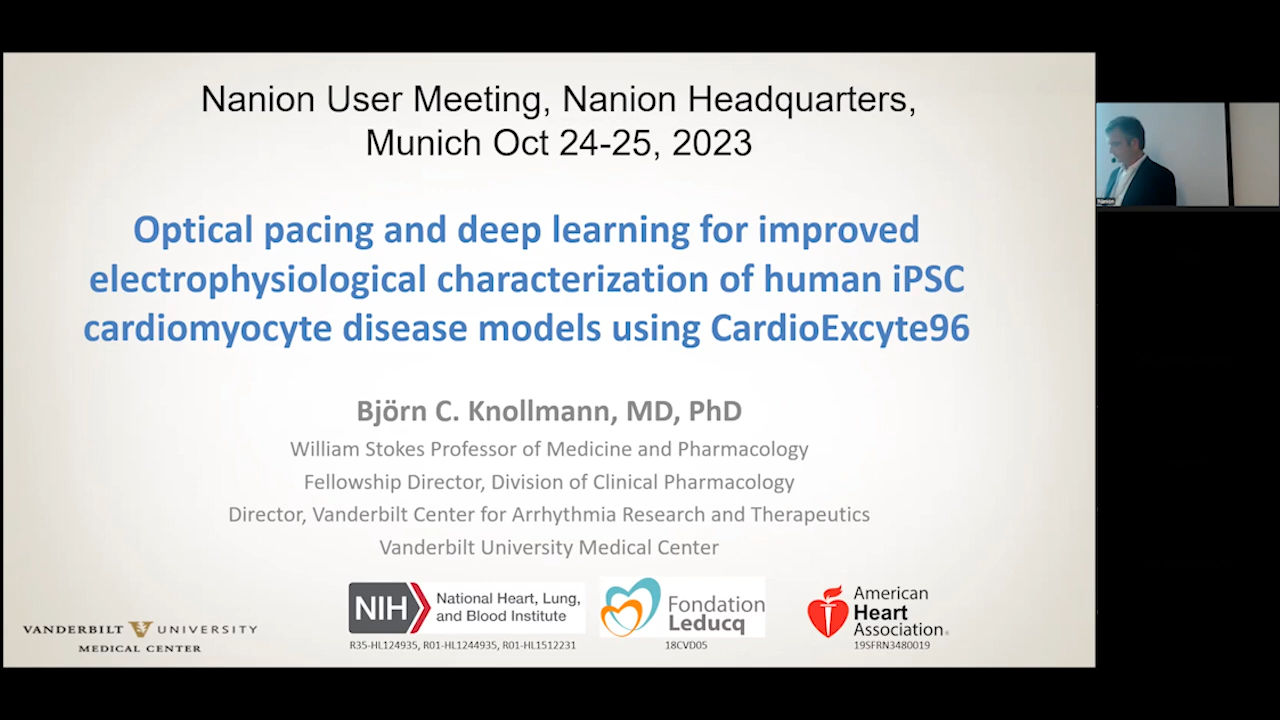 Nanion User Meeting, Nanion Headquarters,
Munich Oct 24-25, 2023
Optical pacing and deep learning for improved
electrophysiological characterization of human iPSC
cardiomyocyte disease models using CardioExcyte96
Björn C. Knollmann, MD, PhD
William Stokes Professor of Medicine and Pharmacology
Fellowship Director, Division of Clinical Pharmacology
Director, Vanderbilt Center for Arrhythmia Research and Therapeutics
Vanderbilt University Medical Center
VANDERBILT V UNIVERSITY
MEDICAL CENTER
NIH
National Heart, Lung,
and Blood Institute
R35-HL124935, R01-HL1244935, R01-HL1512231
Fondation
Leducq
18CVD05
American
Heart
Association®
19SFRN3480019
Nanion